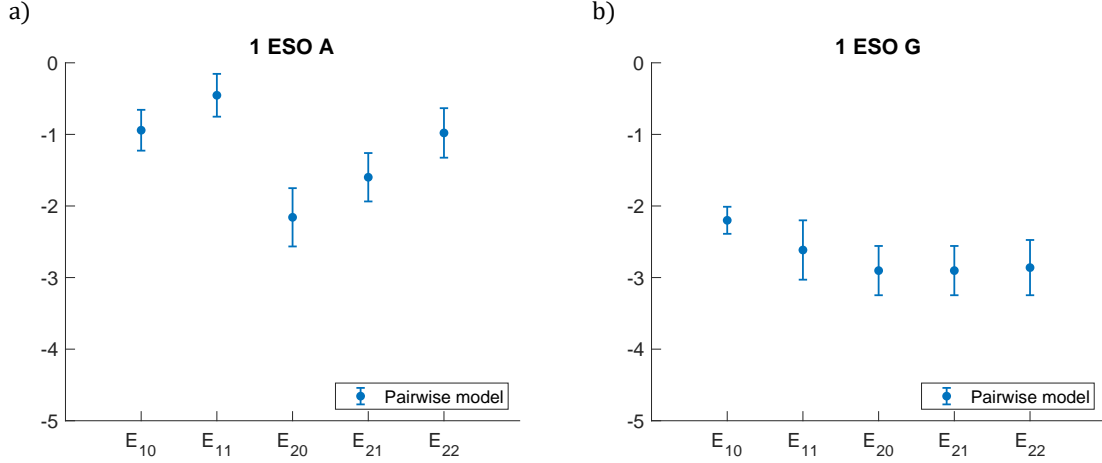 a)
1 ESO A
0
-1
-2
-3
-4
-5
E10
E11
E20
E21
E22
Pairwise model
b)
1 ESO G
0
-1
-2
-3
-4
-5
E10
E11
E20
E21
E22
Pairwise model